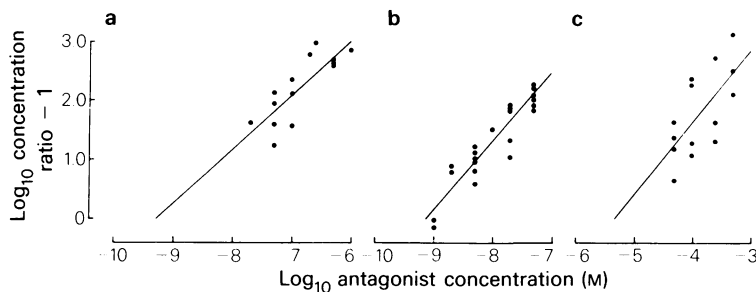 a
b
c
Log10 concentration
ratio – 1
3.0
2.0
1.0
0
–10
–9
–8
–7
–6
–10
–9
–8
–7
–6
–5
–4
–3
Log10 antagonist concentration (M)